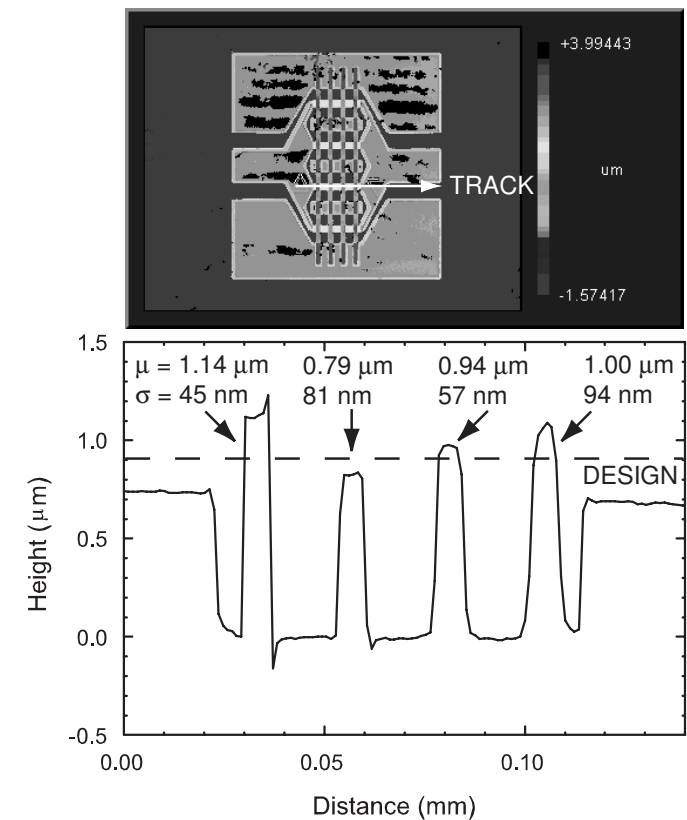 +3.99443
um
TRACK
-1.57417
μ = 1.14 μm 0.79 μm 0.94 μm 1.00 μm
σ = 45 nm 81 nm 57 nm 94 nm
DESIGN
1.5
1.0
0.5
0.0
-0.5
Height (μm)
0.00 0.05 0.10
Distance (mm)